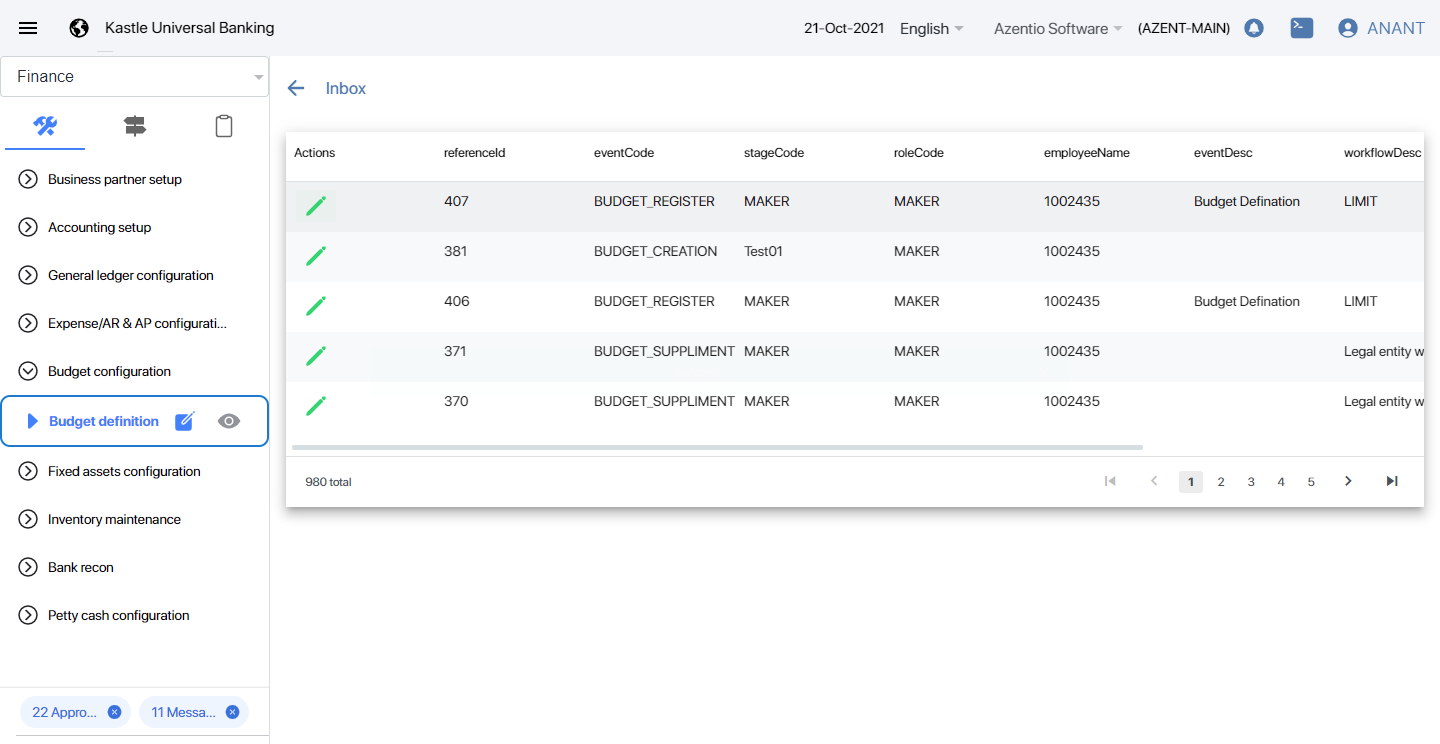 Kastle Universal Banking
21-Oct-2021 English Azentio Software (AZENT-MAIN) ANANT
Finance
Business partner setup
Accounting setup
General ledger configuration
Expense/AR & AP configurati...
Budget configuration
Budget definition
Fixed assets configuration
Inventory maintenance
Bank recon
Petty cash configuration
22 Appro... 11 Messa...
Inbox
Actions referenceId eventCode stageCode roleCode employeeName eventDesc workflowDesc
407 BUDGET_REGISTER MAKER MAKER 1002435 Budget Defination LIMIT
381 BUDGET_CREATION Test01 MAKER 1002435
406 BUDGET_REGISTER MAKER MAKER 1002435 Budget Defination LIMIT
371 BUDGET_SUPPLIMENT MAKER MAKER 1002435 Legal entity w
370 BUDGET_SUPPLIMENT MAKER MAKER 1002435 Legal entity w
980 total 1 2 3 4 5